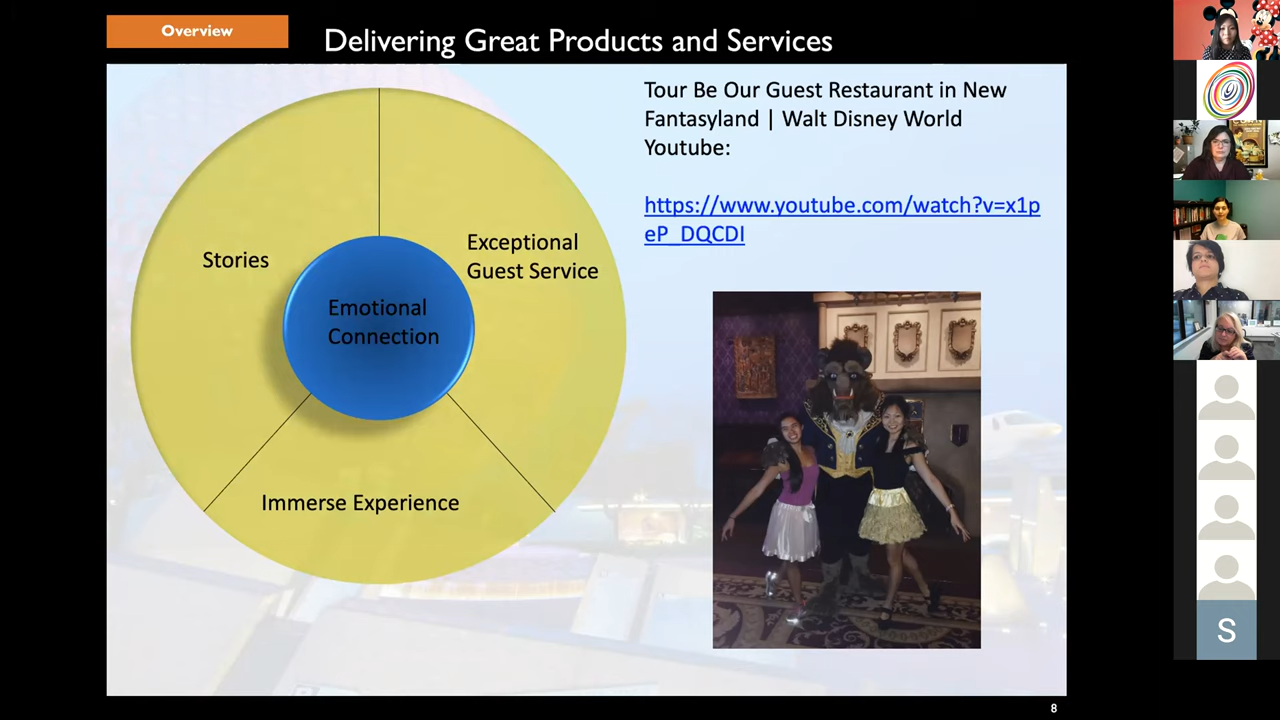 Overview
Delivering Great Products and Services
Tour Be Our Guest Restaurant in New
Fantasyland | Walt Disney World
Youtube:
https://www.youtube.com/watch?v=x1p
eP_DQCDI
Stories
Exceptional
Guest Service
Emotional
Connection
Immerse Experience
8
S